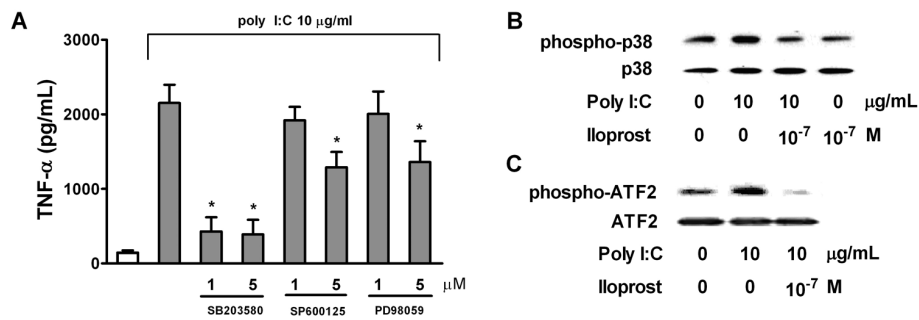 A
poly I:C 10 μg/ml
TNF-α (pg/mL)
3000
2000
1000
0
* * * *
1 5 1 5 1 5 μM
SB203580 SP600125 PD98059
B
phospho-p38
p38
Poly I:C 0 10 10 0 μg/mL
Iloprost 0 0 10⁻⁷ 10⁻⁷ M
C
phospho-ATF2
ATF2
Poly I:C 0 10 10 μg/mL
Iloprost 0 0 10⁻⁷ M